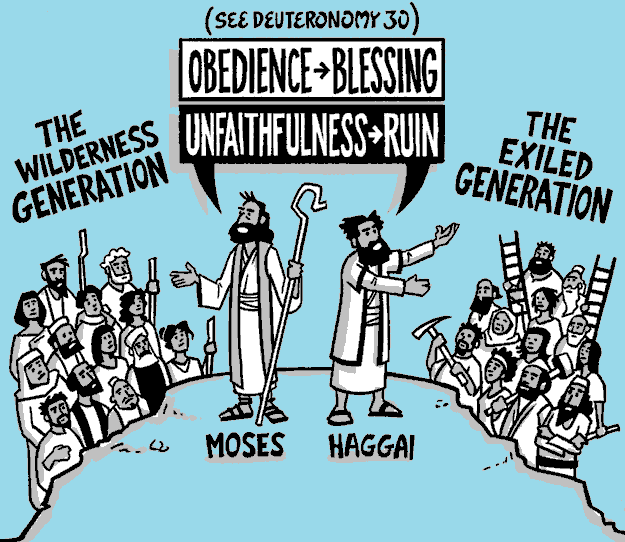 (SEE DEUTERONOMY 30)
OBEDIENCE→BLESSING
UNFAITHFULNESS→RUIN
THE
WILDERNESS
GENERATION
THE
EXILED
GENERATION
MOSES
HAGGAI